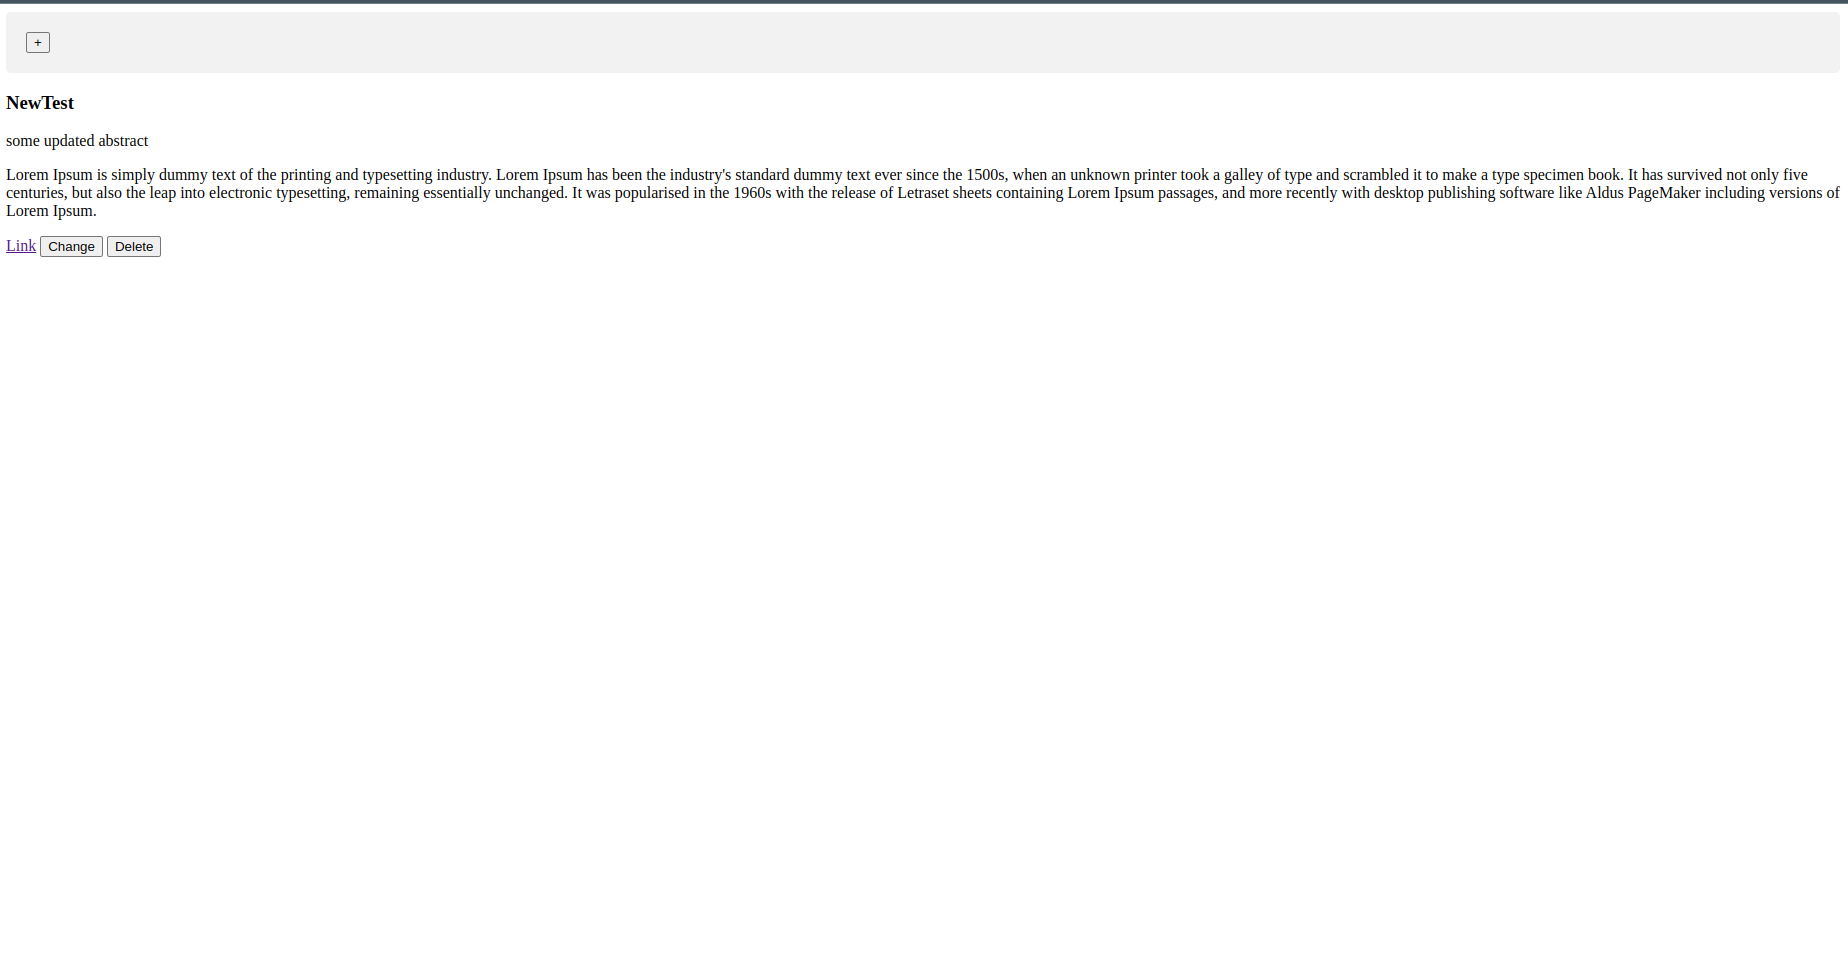 +
NewTest
some updated abstract
Lorem Ipsum is simply dummy text of the printing and typesetting industry. Lorem Ipsum has been the industry's standard dummy text ever since the 1500s, when an unknown printer took a galley of type and scrambled it to make a type specimen book. It has survived not only five
centuries, but also the leap into electronic typesetting, remaining essentially unchanged. It was popularised in the 1960s with the release of Letraset sheets containing Lorem Ipsum passages, and more recently with desktop publishing software like Aldus PageMaker including versions of
Lorem Ipsum.
Link Change Delete